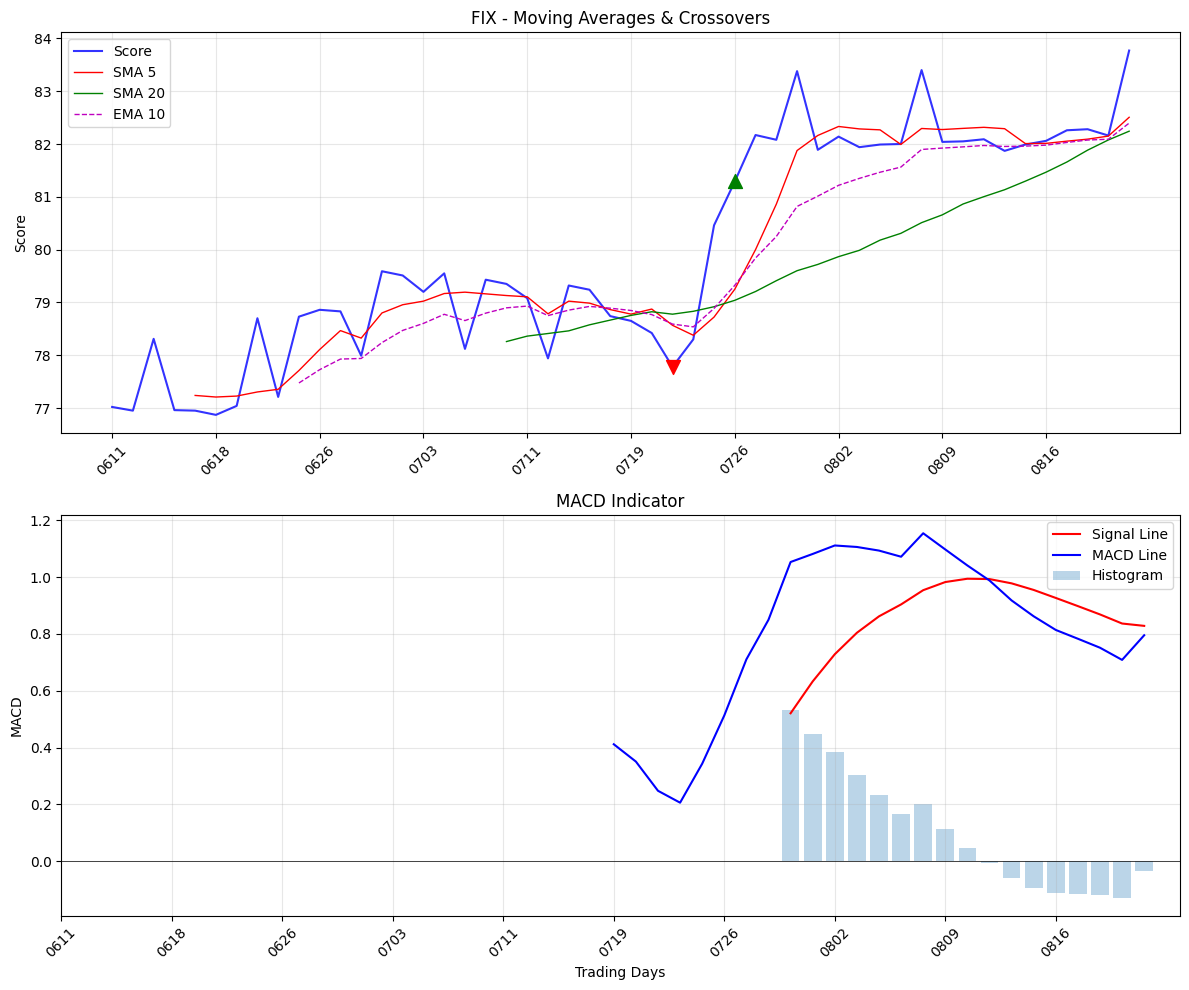 FIX - Moving Averages & Crossovers
Score
SMA 5
SMA 20
EMA 10
Score
84
83
82
81
80
79
78
77
0611
0618
0626
0703
0711
0719
0726
0802
0809
0816
MACD Indicator
Signal Line
MACD Line
Histogram
MACD
1.2
1.0
0.8
0.6
0.4
0.2
0.0
0611
0618
0626
0703
0711
0719
0726
0802
0809
0816
Trading Days